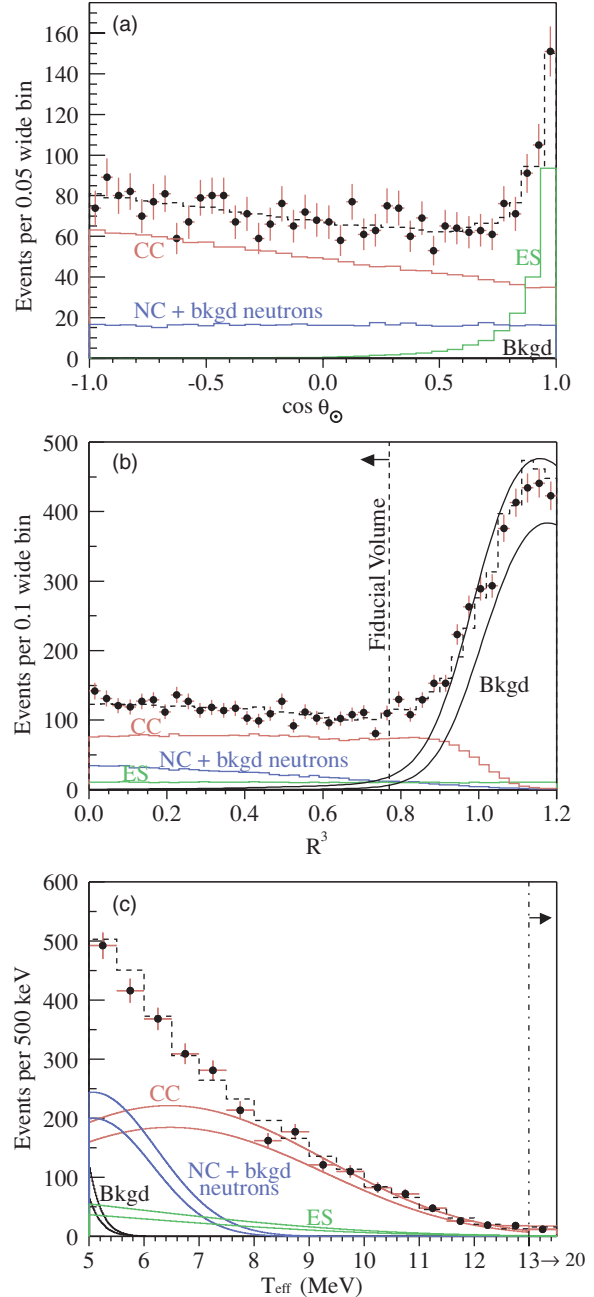 (a)
Events per 0.05 wide bin
160
140
120
100
80
60
40
20
0
CC
ES
NC + bkgd neutrons
Bkgd
-1.0
-0.5
0.0
0.5
1.0
cos θ☉
(b)
Events per 0.1 wide bin
500
400
300
200
100
0
Fiducial Volume
Bkgd
CC
NC + bkgd neutrons
ES
0.0
0.2
0.4
0.6
0.8
1.0
1.2
R³
(c)
Events per 500 keV
600
500
400
300
200
100
0
CC
NC + bkgd
neutrons
Bkgd
ES
5
6
7
8
9
10
11
12
13→20
T_eff (MeV)